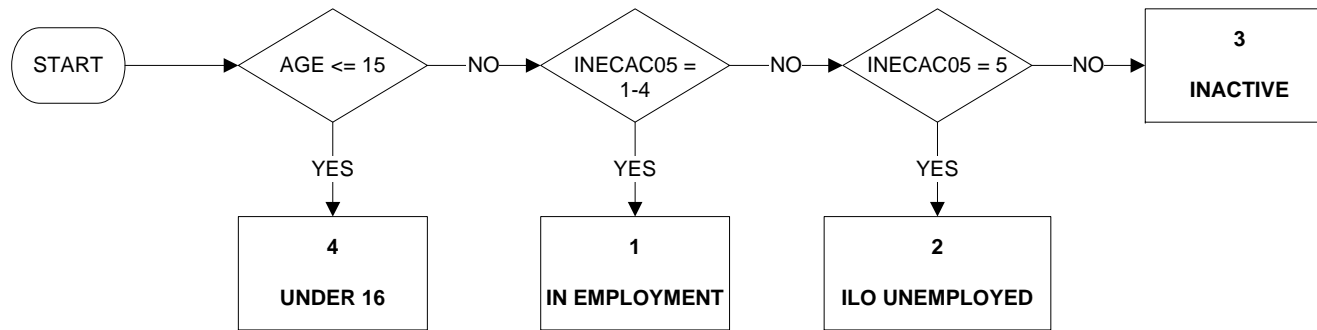 START
AGE <= 15
NO
INECAC05 =
1-4
NO
INECAC05 = 5
NO
3
INACTIVE
YES
YES
YES
4
UNDER 16
1
IN EMPLOYMENT
2
ILO UNEMPLOYED